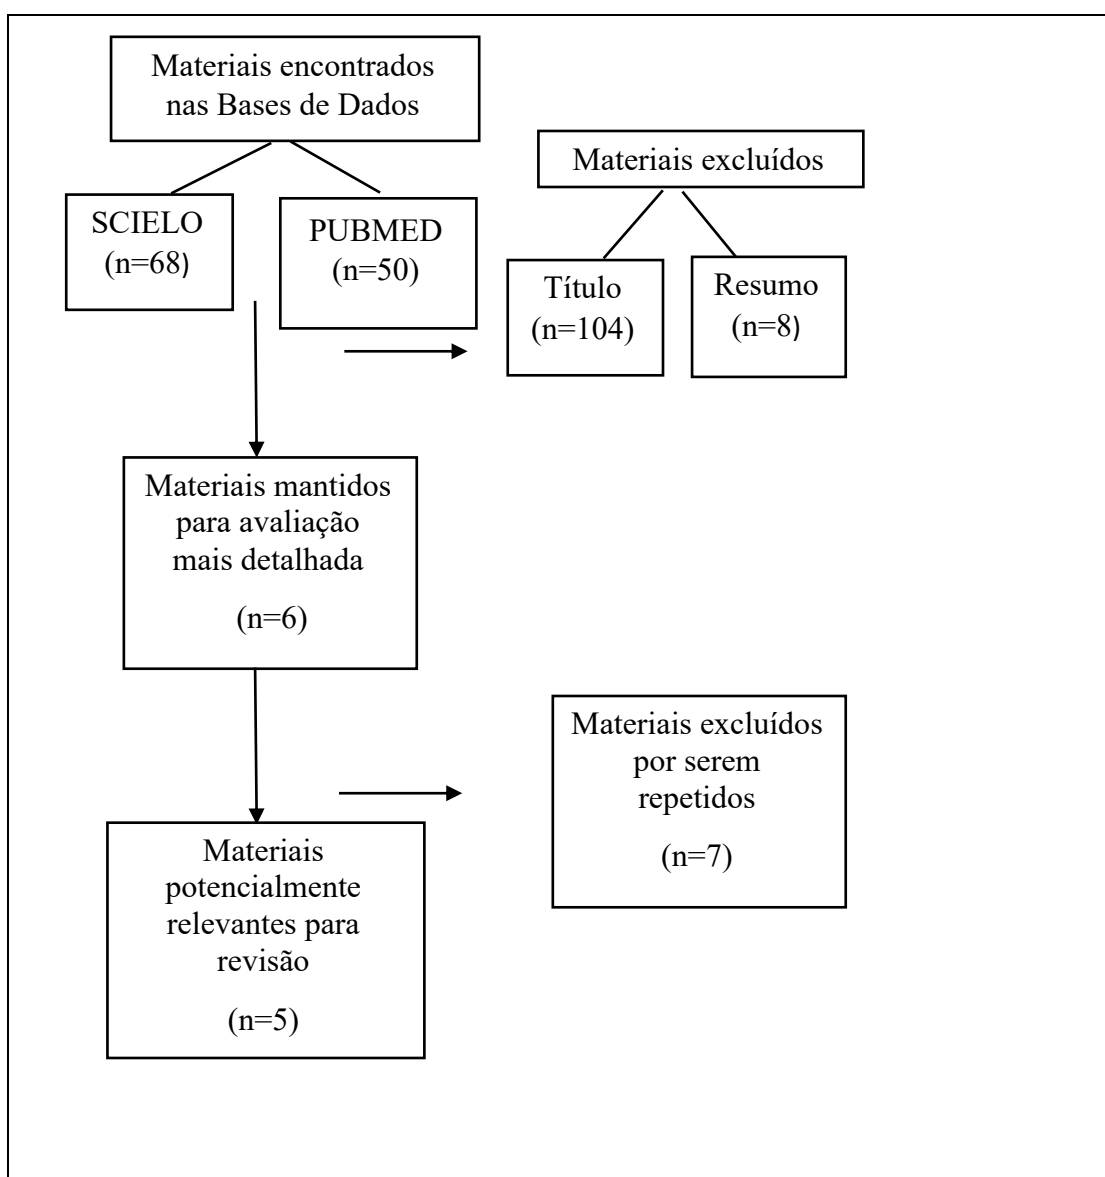 Materiais encontrados
nas Bases de Dados
Materiais excluídos
SCIELO
(n=68)
PUBMED
(n=50)
Título
(n=104)
Resumo
(n=8)
Materiais mantidos
para avaliação
mais detalhada
(n=6)
Materiais excluídos
por serem
repetidos
(n=7)
Materiais
potencialmente
relevantes para
revisão
(n=5)